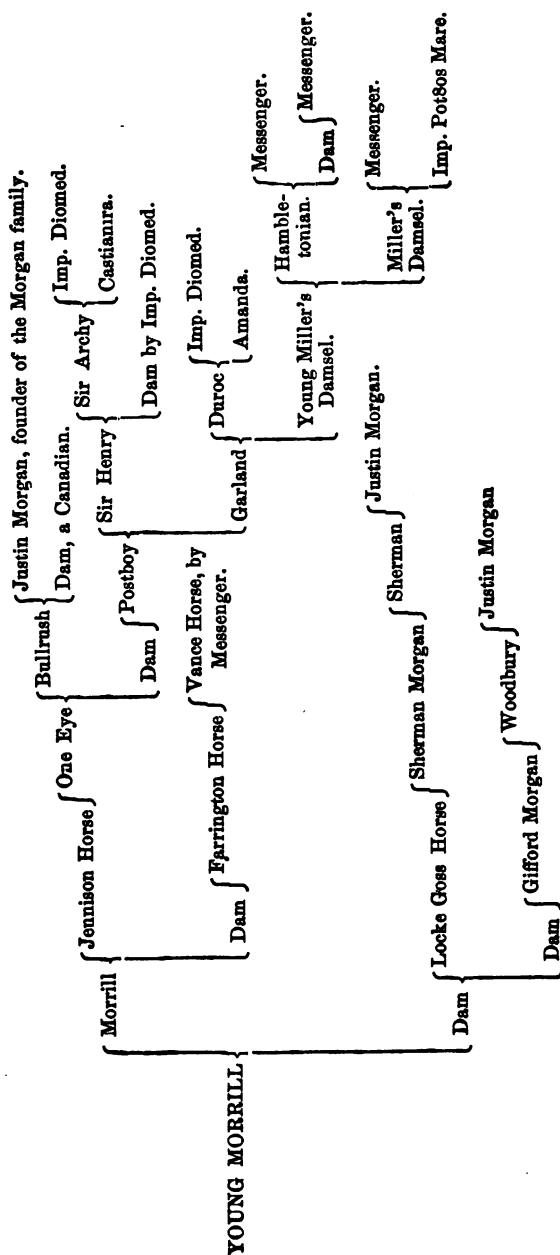 YOUNG MORRILL
Morrill
Jennison Horse
One Eye
Bullrush
Justin Morgan, founder of the Morgan family.
Dam, a Canadian.
Dam
Postboy
Sir Henry
Sir Archy
Imp. Diomed.
Castianira.
Dam by Imp. Diomed.
Garland
Duroc
Imp. Diomed.
Amanda.
Young Miller's
Damsel.
Hamble-
tonian.
Messenger.
Dam
Messenger.
Miller's
Damsel.
Messenger.
Imp. Pot8os Mare.
Dam
Farrington Horse
Vance Horse, by
Messenger.
Dam
Locke Goss Horse
Sherman Morgan
Sherman
Justin Morgan.
Dam
Gifford Morgan
Woodbury
Justin Morgan